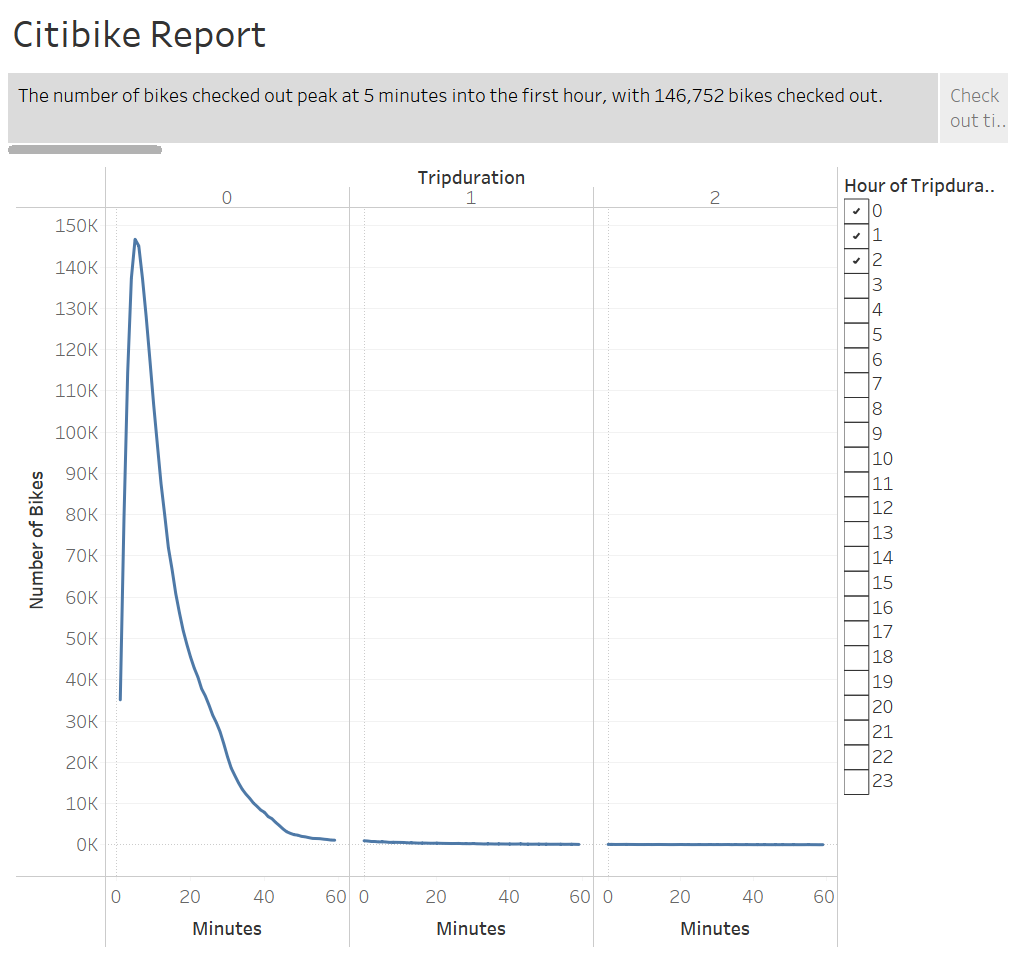 Citibike Report
The number of bikes checked out peak at 5 minutes into the first hour, with 146,752 bikes checked out.
Check
out ti..
Tripduration
0 1 2
150K
140K
130K
120K
110K
100K
90K
80K
70K
60K
50K
40K
30K
20K
10K
0K
Number of Bikes
0 20 40 60 0 20 40 60 0 20 40 60
Minutes Minutes Minutes
Hour of Tripdura..
0
1
2
3
4
5
6
7
8
9
10
11
12
13
14
15
16
17
18
19
20
21
22
23